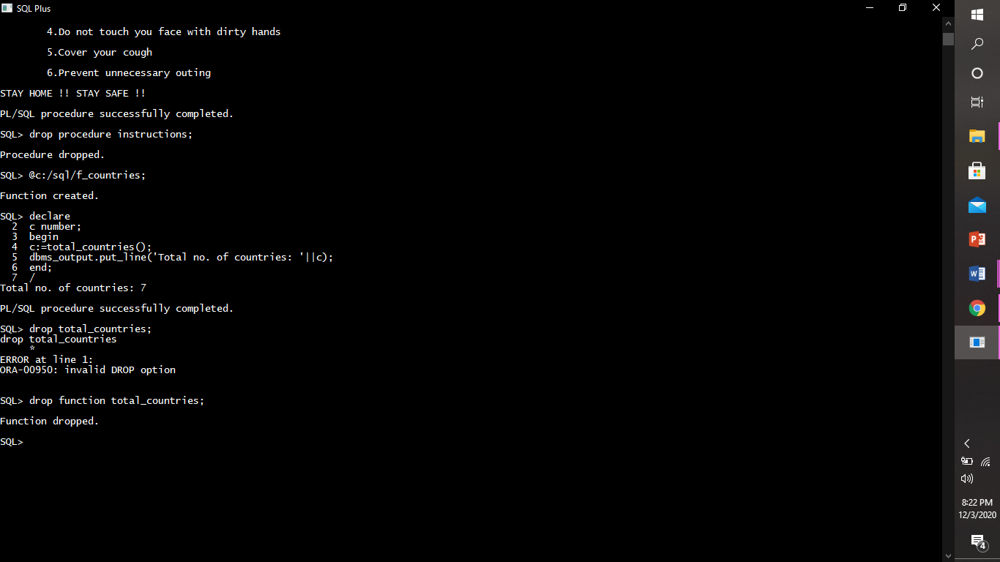 SQL Plus
4.Do not touch you face with dirty hands
5.Cover your cough
6.Prevent unnecessary outing
STAY HOME !! STAY SAFE !!
PL/SQL procedure successfully completed.
SQL> drop procedure instructions;
Procedure dropped.
SQL> @c:/sql/f_countries;
Function created.
SQL> declare
2 c number;
3 begin
4 c:=total_countries();
5 dbms_output.put_line('Total no. of countries: '||c);
6 end;
7 /
Total no. of countries: 7
PL/SQL procedure successfully completed.
SQL> drop total_countries;
drop total_countries
*
ERROR at line 1:
ORA-00950: invalid DROP option
SQL> drop function total_countries;
Function dropped.
SQL>
P
W
8:22 PM
12/3/2020
4